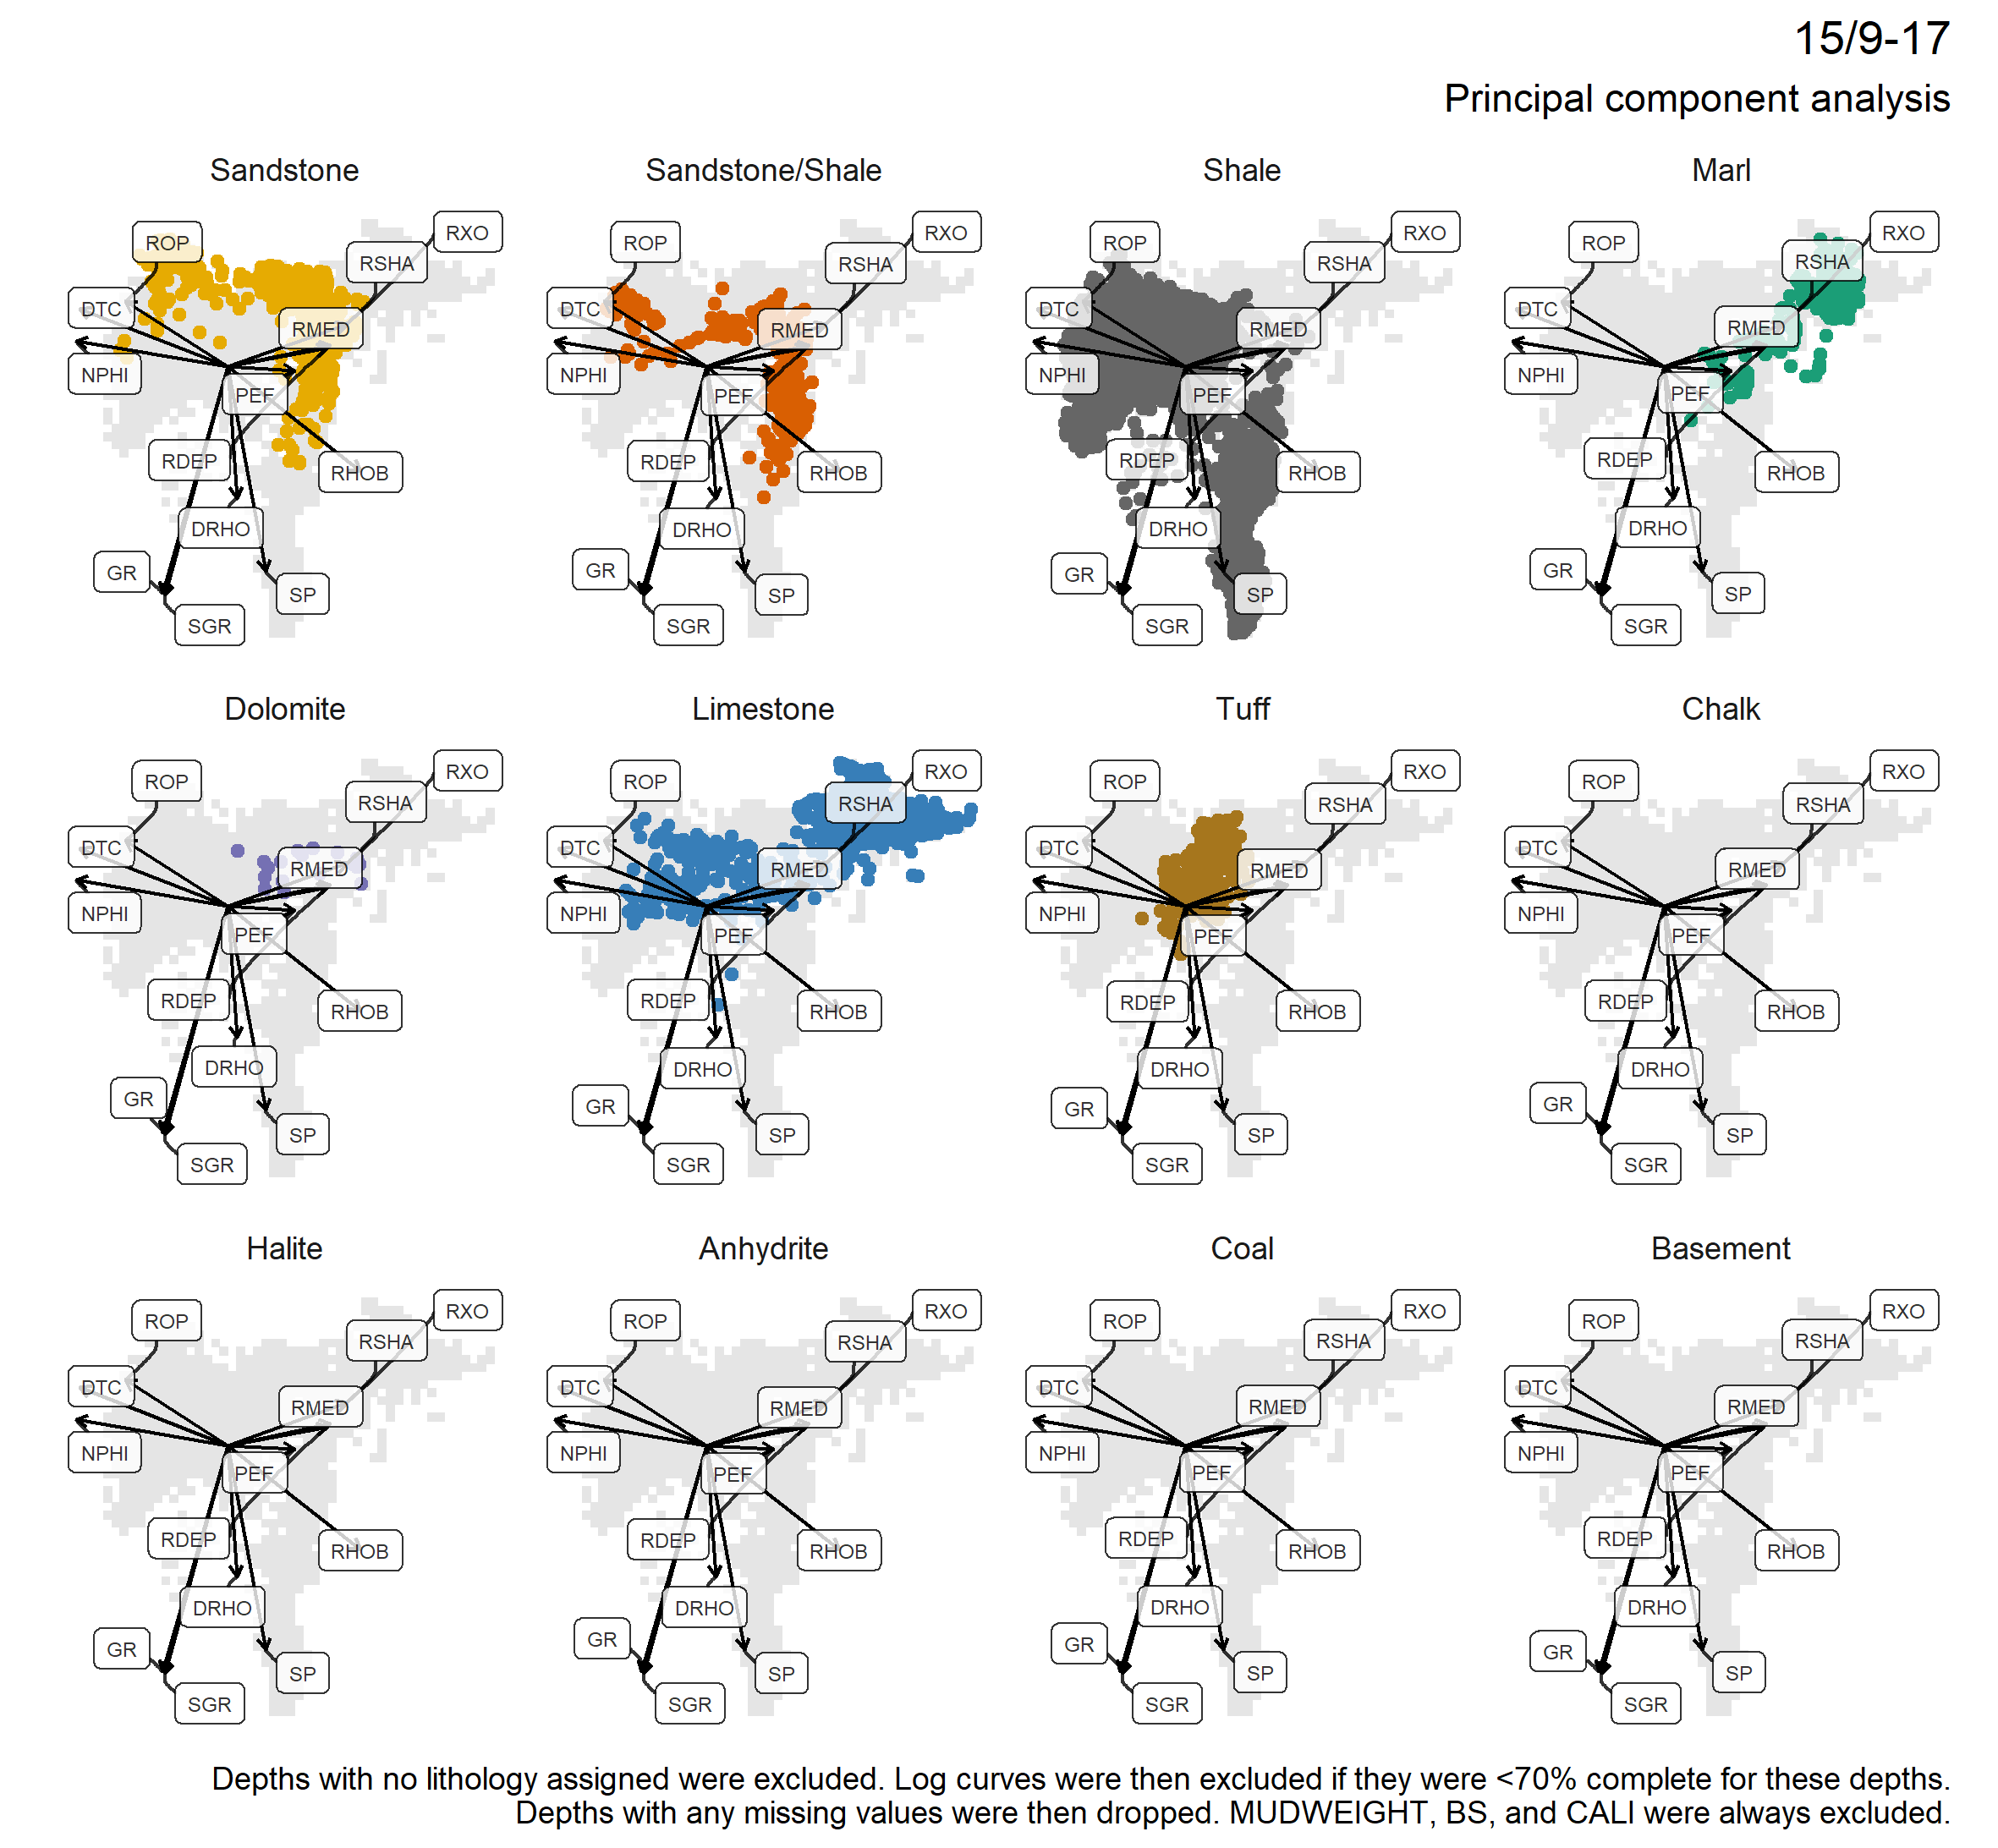 15/9-17
Principal component analysis
Sandstone
ROP
RXO
RSHA
DTC
RMED
NPHI
PEF
RDEP
RHOB
DRHO
GR
SP
SGR
Sandstone/Shale
ROP
RXO
RSHA
DTC
RMED
NPHI
PEF
RDEP
RHOB
DRHO
GR
SP
SGR
Shale
ROP
RXO
RSHA
DTC
RMED
NPHI
PEF
RDEP
RHOB
DRHO
GR
SP
SGR
Marl
ROP
RXO
RSHA
DTC
RMED
NPHI
PEF
RDEP
RHOB
DRHO
GR
SP
SGR
Dolomite
ROP
RXO
RSHA
DTC
RMED
NPHI
PEF
RDEP
RHOB
DRHO
GR
SP
SGR
Limestone
ROP
RXO
RSHA
DTC
RMED
NPHI
PEF
RDEP
RHOB
DRHO
GR
SP
SGR
Tuff
ROP
RXO
RSHA
DTC
RMED
NPHI
PEF
RDEP
RHOB
DRHO
GR
SP
SGR
Chalk
ROP
RXO
RSHA
DTC
RMED
NPHI
PEF
RDEP
RHOB
DRHO
GR
SP
SGR
Halite
ROP
RXO
RSHA
DTC
RMED
NPHI
PEF
RDEP
RHOB
DRHO
GR
SP
SGR
Anhydrite
ROP
RXO
RSHA
DTC
RMED
NPHI
PEF
RDEP
RHOB
DRHO
GR
SP
SGR
Coal
ROP
RXO
RSHA
DTC
RMED
NPHI
PEF
RDEP
RHOB
DRHO
GR
SP
SGR
Basement
ROP
RXO
RSHA
DTC
RMED
NPHI
PEF
RDEP
RHOB
DRHO
GR
SP
SGR
Depths with no lithology assigned were excluded. Log curves were then excluded if they were <70% complete for these depths.
Depths with any missing values were then dropped. MUDWEIGHT, BS, and CALI were always excluded.